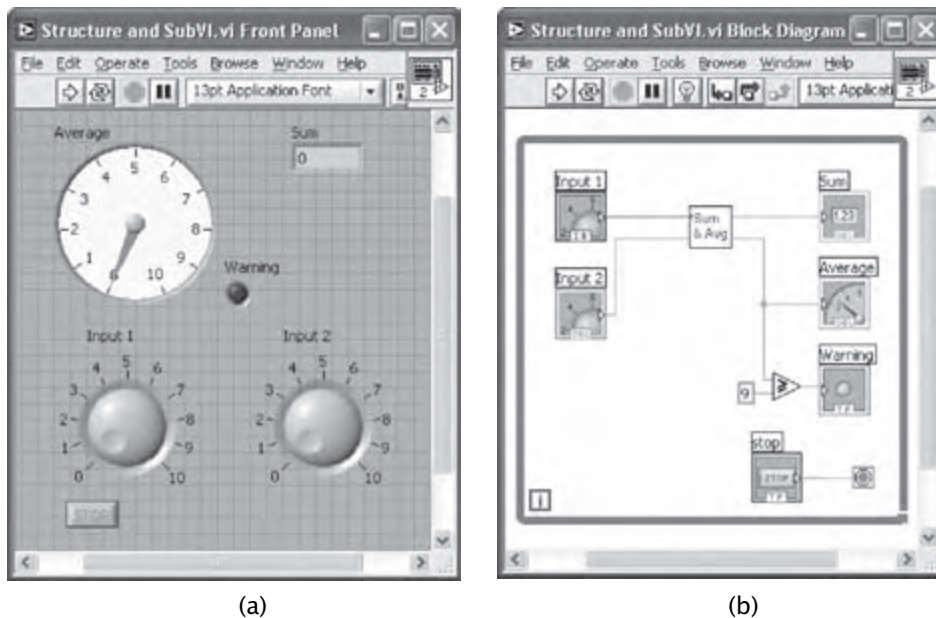 Structure and SubVI.vi Front Panel
File Edit Operate Tools Browse Window Help
13pt Application Font
2
Average
Sum
0
0 1 2 3 4 5 6 7 8 9 10
Warning
Input 1
0 1 2 3 4 5 6 7 8 9 10
Input 2
0 1 2 3 4 5 6 7 8 9 10
STOP
(a)
Structure and SubVI.vi Block Diagram
File Edit Operate Tools Browse Window Help
13pt Applicati
2
Input 1
Input 2
Sum
& Avg
Sum
1.23
Average
Warning
9
stop
STOP
TF
i
(b)